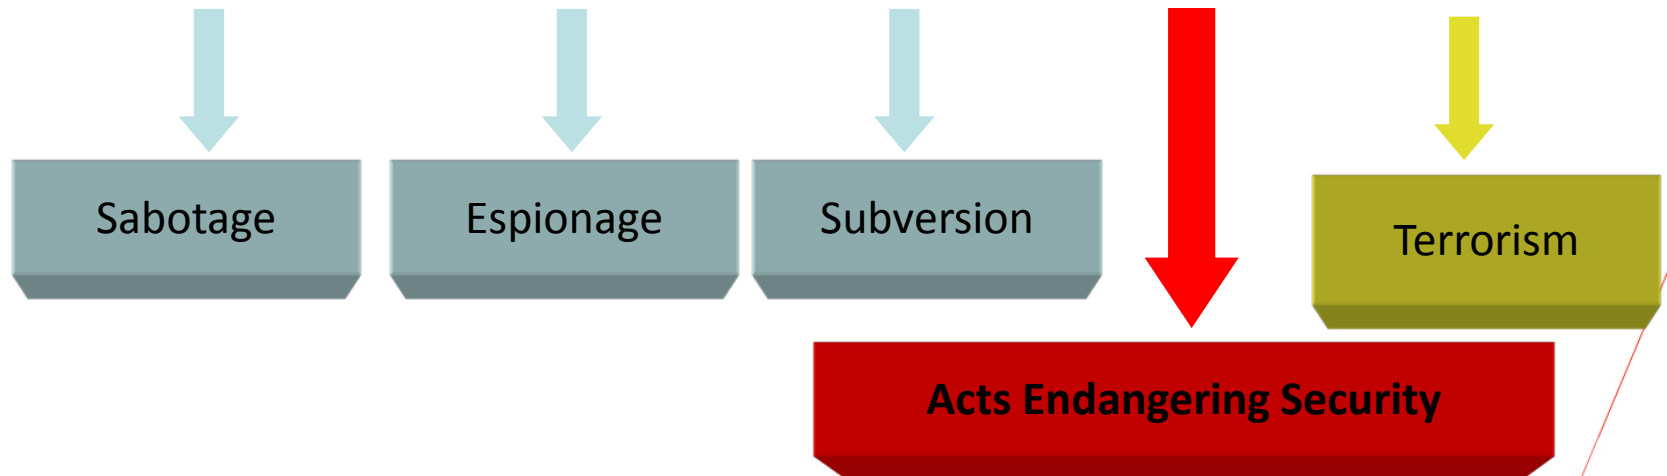 Sabotage
Espionage
Subversion
Terrorism
Acts Endangering Security